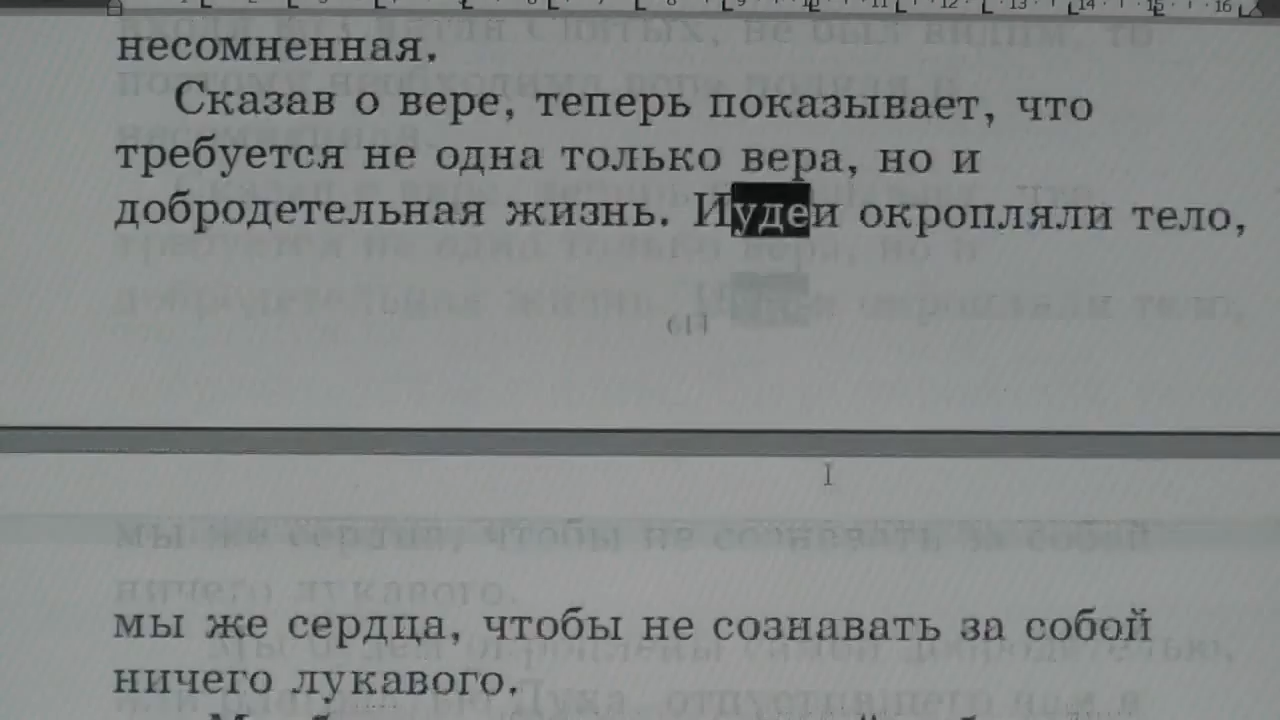 несомненная.
Сказав о вере, теперь показывает, что
требуется не одна только вера, но и
добродетельная жизнь. Иудеи окропляли тело,
611
мы же сердца, чтобы не сознавать за собой
ничего лукавого.